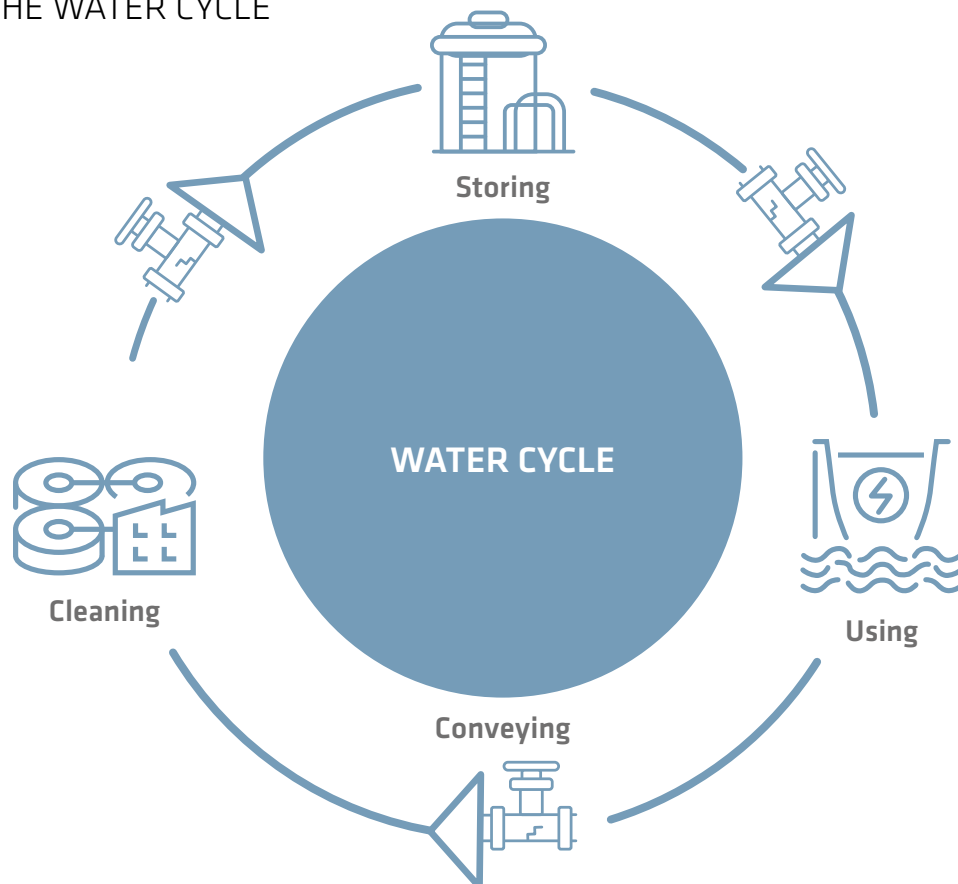 HE WATER CYCLE
Storing
WATER CYCLE
Cleaning
Using
Conveying